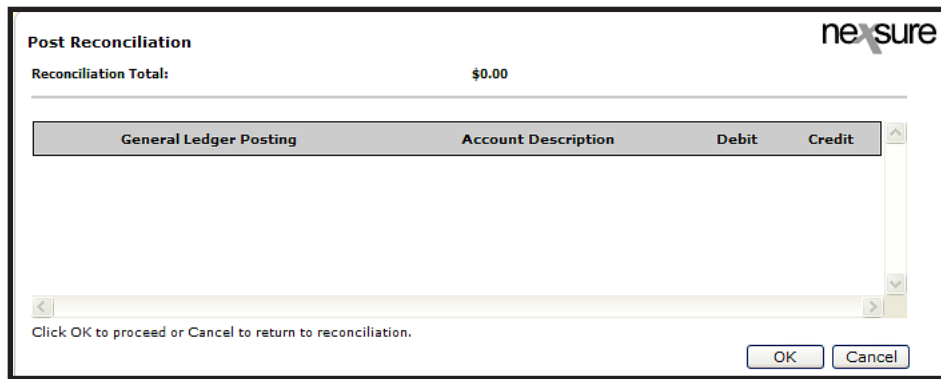 nexsure
Post Reconciliation
Reconciliation Total: $0.00
General Ledger Posting Account Description Debit Credit
Click OK to proceed or Cancel to return to reconciliation.
OK Cancel